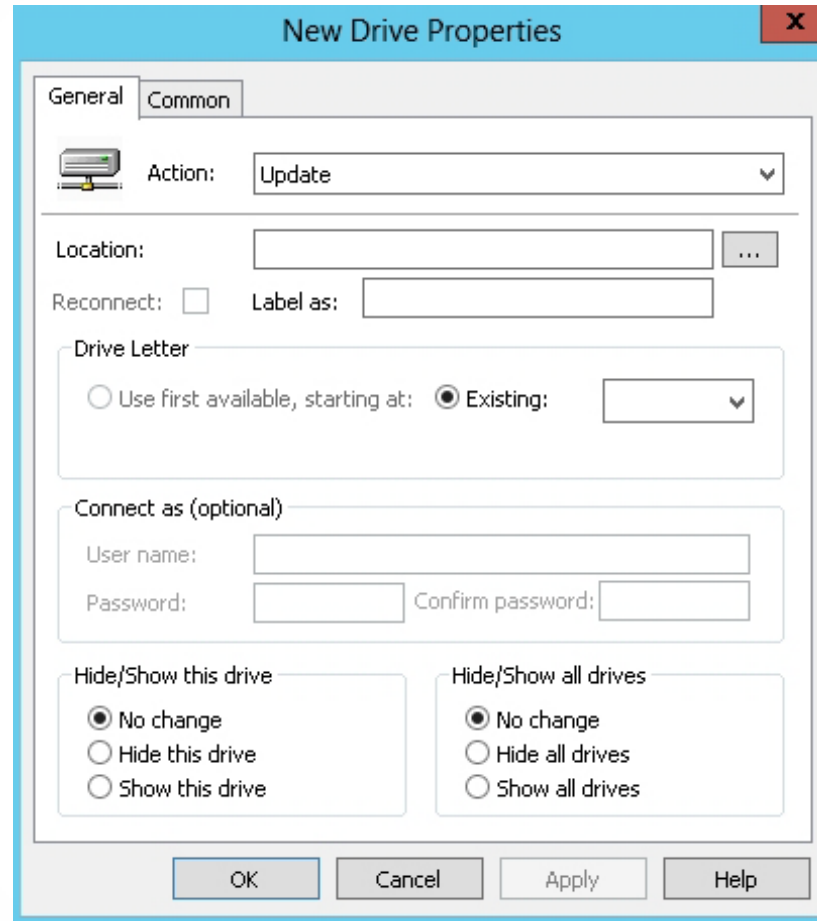 New Drive Properties x
General Common
Action: Update
Location: ...
Reconnect: Label as:
Drive Letter
Use first available, starting at: Existing:
Connect as (optional)
User name:
Password: Confirm password:
Hide/Show this drive Hide/Show all drives
No change No change
Hide this drive Hide all drives
Show this drive Show all drives
OK Cancel Apply Help